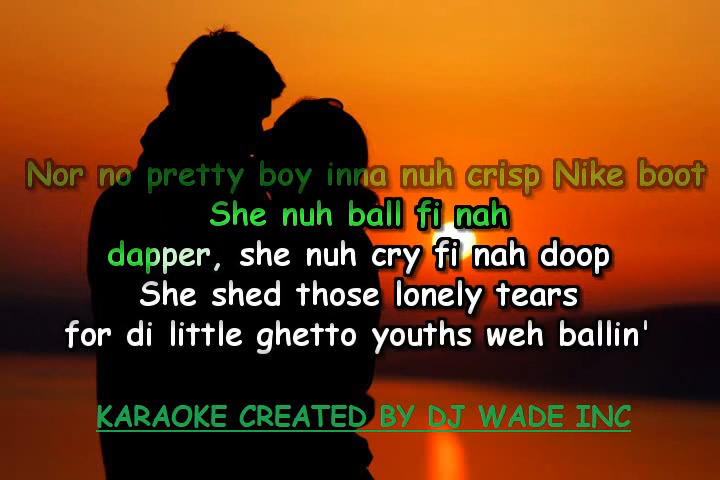 Nor no pretty boy inna nuh crisp Nike boot
She nuh ball fi nah
dapper, she nuh cry fi nah doop
She shed those lonely tears
for di little ghetto youths weh ballin'
KARAOKE CREATED BY DJ WADE INC